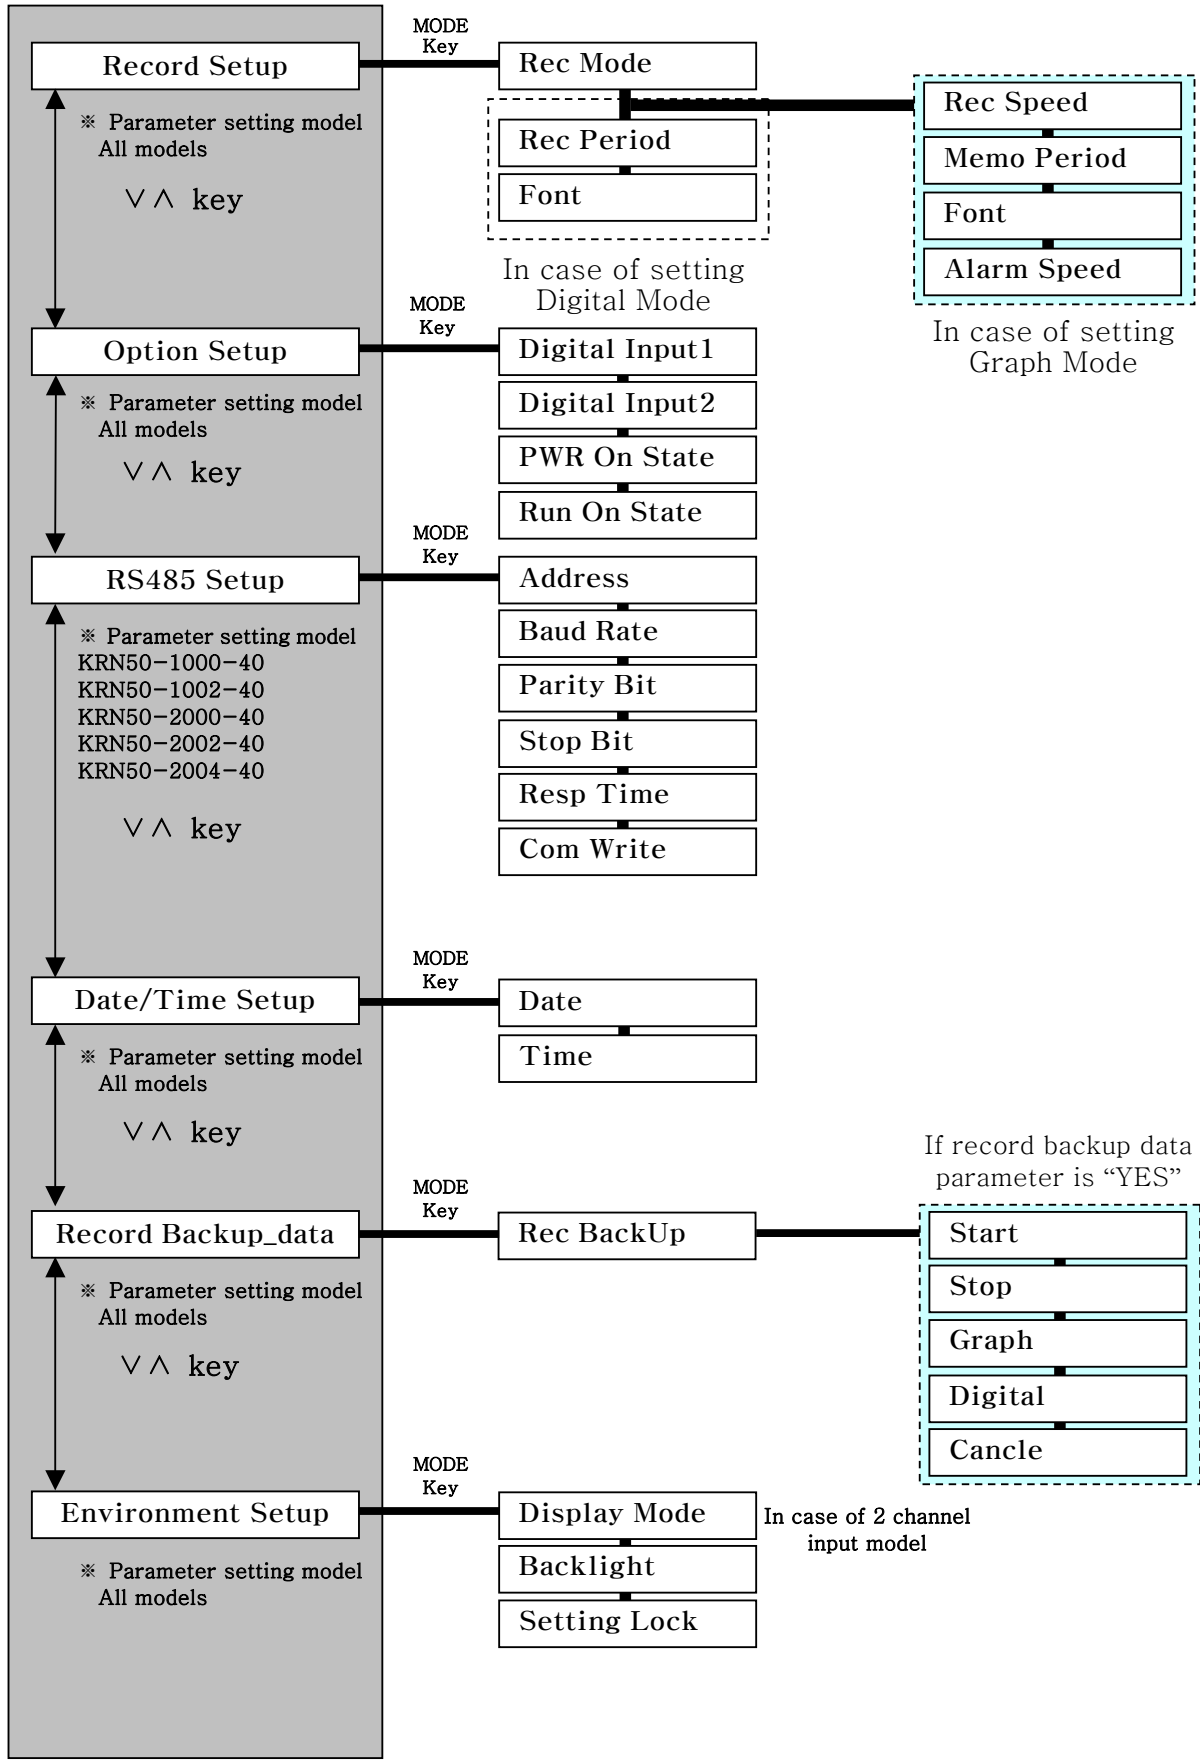 MODE
Key
Record Setup
Rec Mode
※ Parameter setting model
All models
∨∧ key
Rec Period
Font
In case of setting
Digital Mode
Rec Speed
Memo Period
Font
Alarm Speed
In case of setting
Graph Mode
MODE
Key
Option Setup
Digital Input1
※ Parameter setting model
All models
∨∧ key
Digital Input2
PWR On State
Run On State
MODE
Key
RS485 Setup
Address
※ Parameter setting model
KRN50-1000-40
KRN50-1002-40
KRN50-2000-40
KRN50-2002-40
KRN50-2004-40
∨∧ key
Baud Rate
Parity Bit
Stop Bit
Resp Time
Com Write
MODE
Key
Date/Time Setup
Date
※ Parameter setting model
All models
∨∧ key
Time
MODE
Key
Record Backup_data
Rec BackUp
※ Parameter setting model
All models
∨∧ key
If record backup data
parameter is “YES”
Start
Stop
Graph
Digital
Cancle
MODE
Key
Environment Setup
Display Mode
In case of 2 channel
input model
※ Parameter setting model
All models
Backlight
Setting Lock